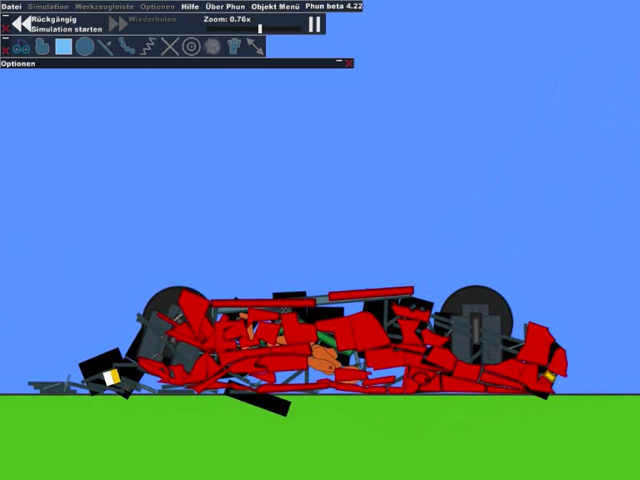 Datei Simulation Werkzeugleiste Optionen Hilfe Über Phun Objekt Menü Phun beta 4.22
Rückgängig Wiederholen Zoom: 0.76x
Simulation starten
Optionen
206